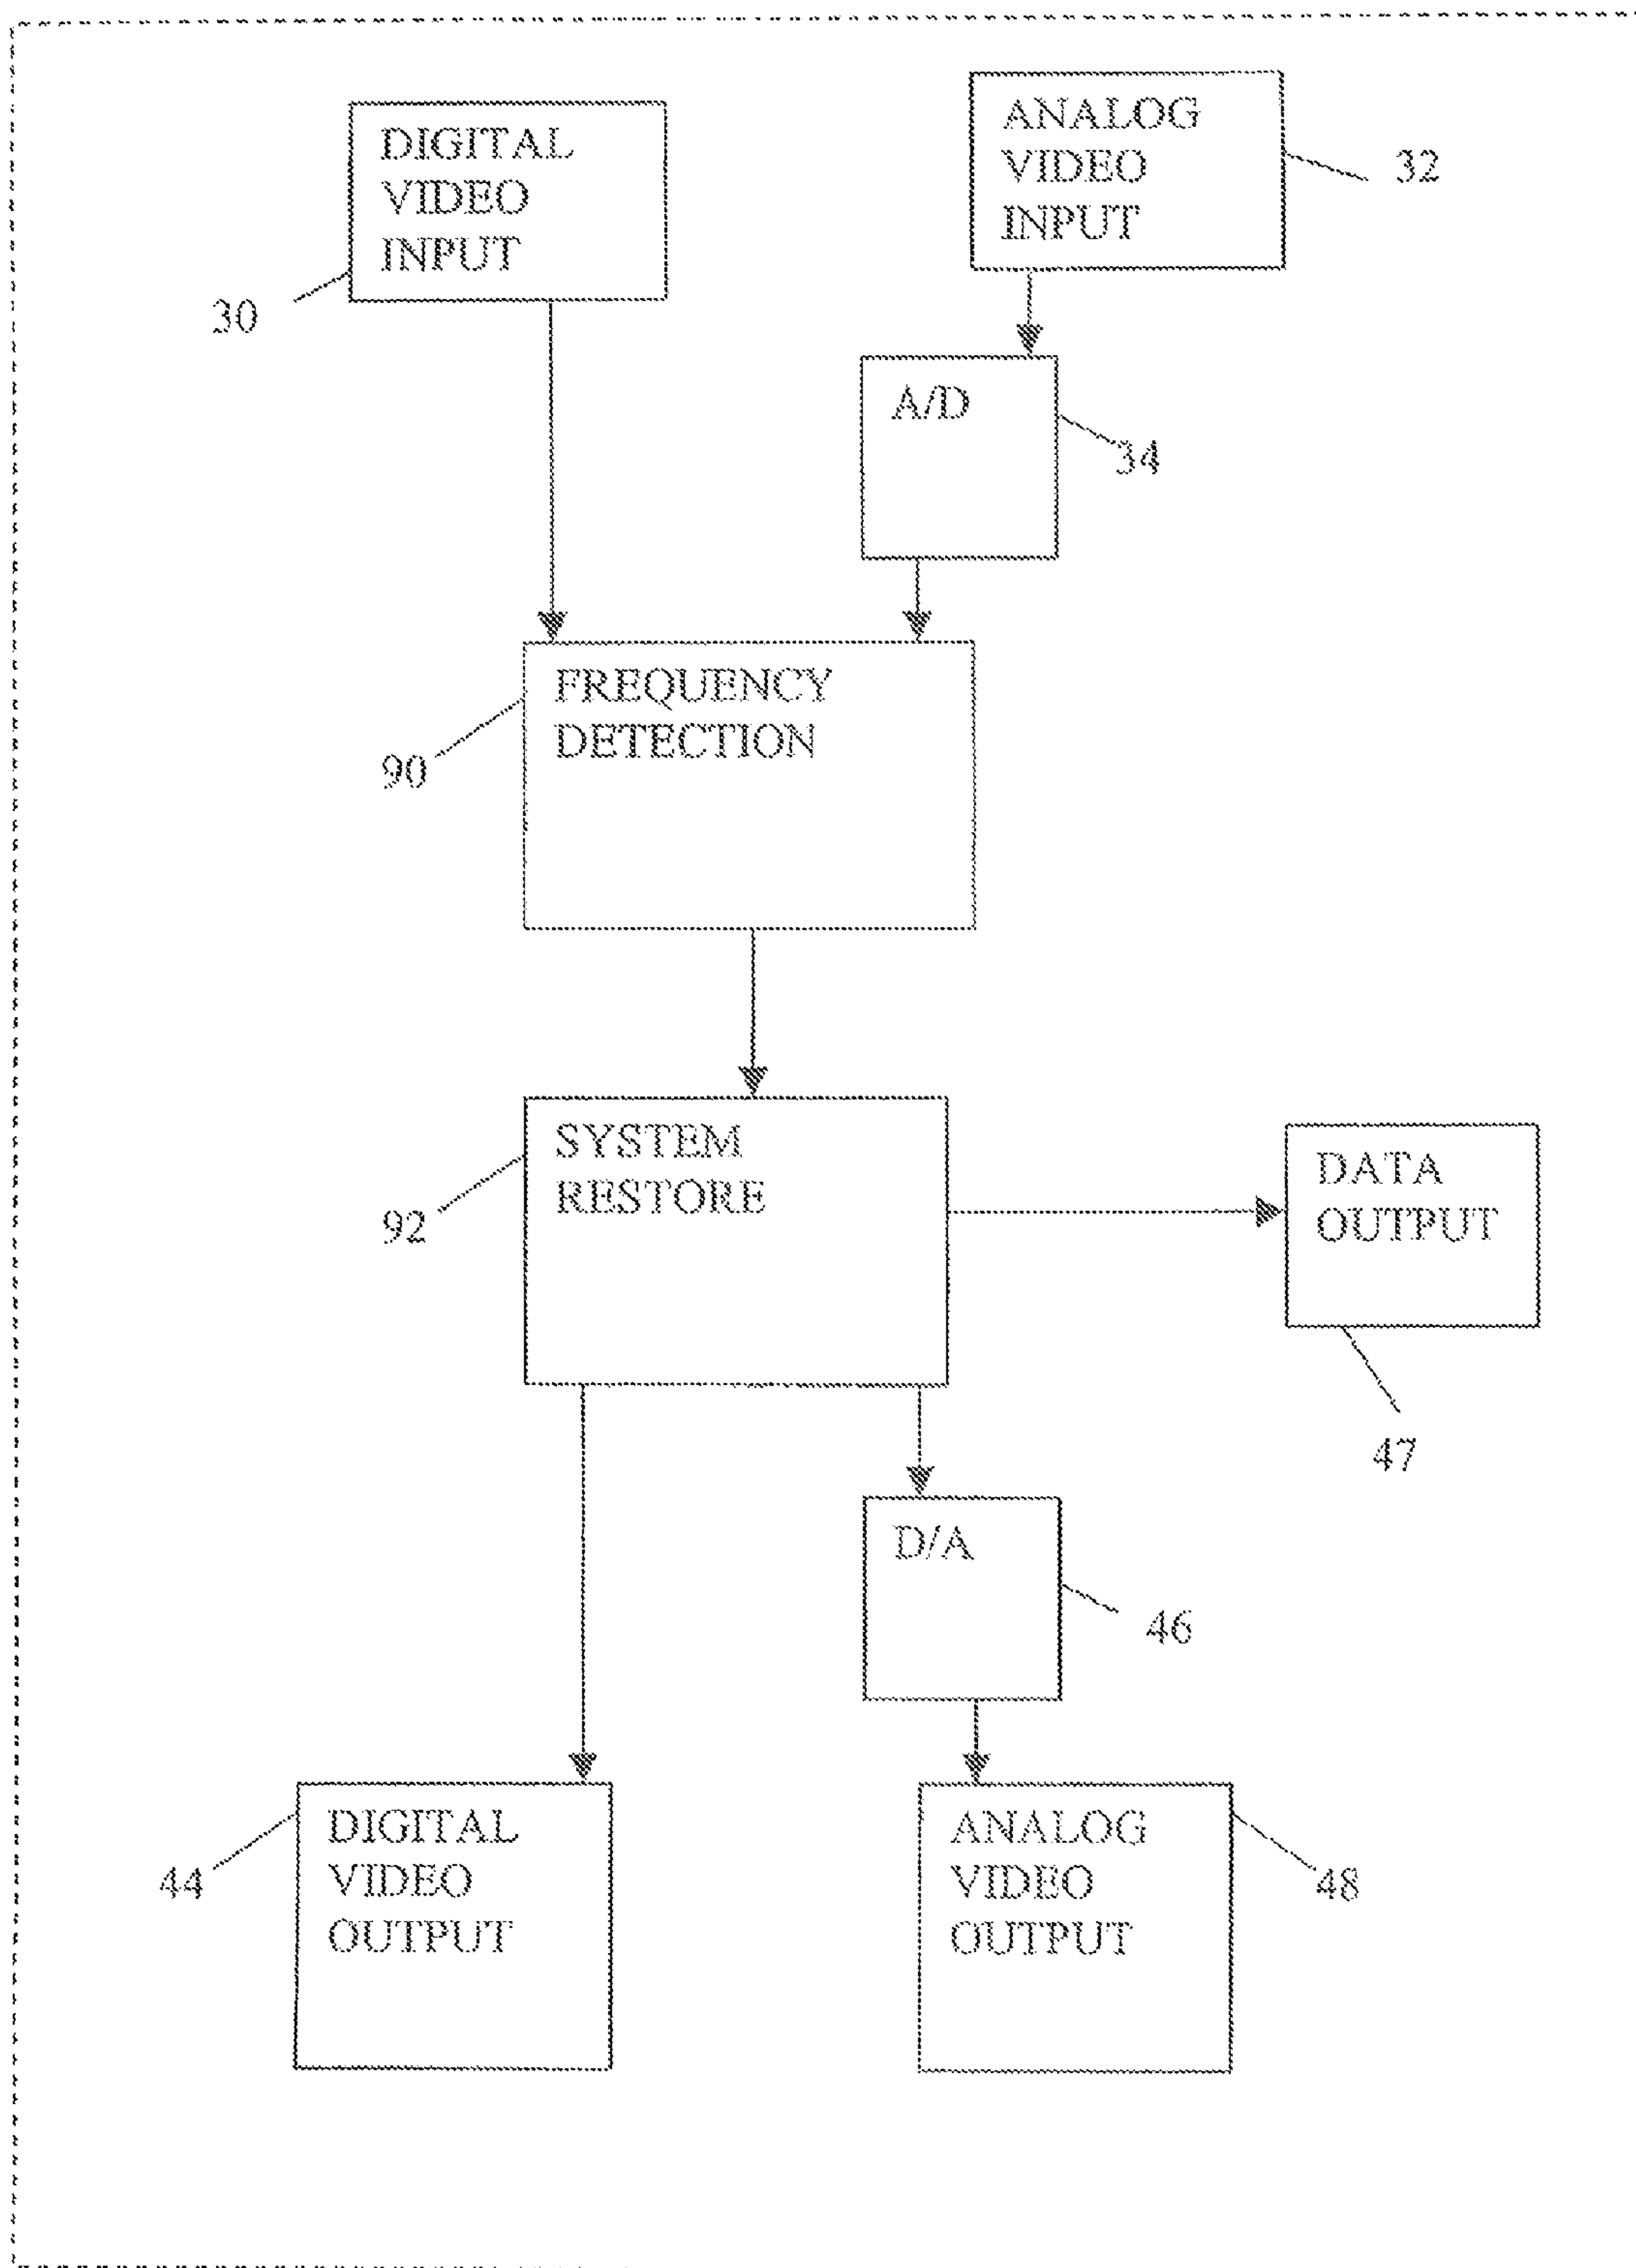 DIGITAL
VIDEO
INPUT
30
ANALOG
VIDEO
INPUT
32
A/D
34
FREQUENCY
DETECTION
90
SYSTEM
RESTORE
92
DATA
OUTPUT
47
D/A
46
DIGITAL
VIDEO
OUTPUT
44
ANALOG
VIDEO
OUTPUT
48